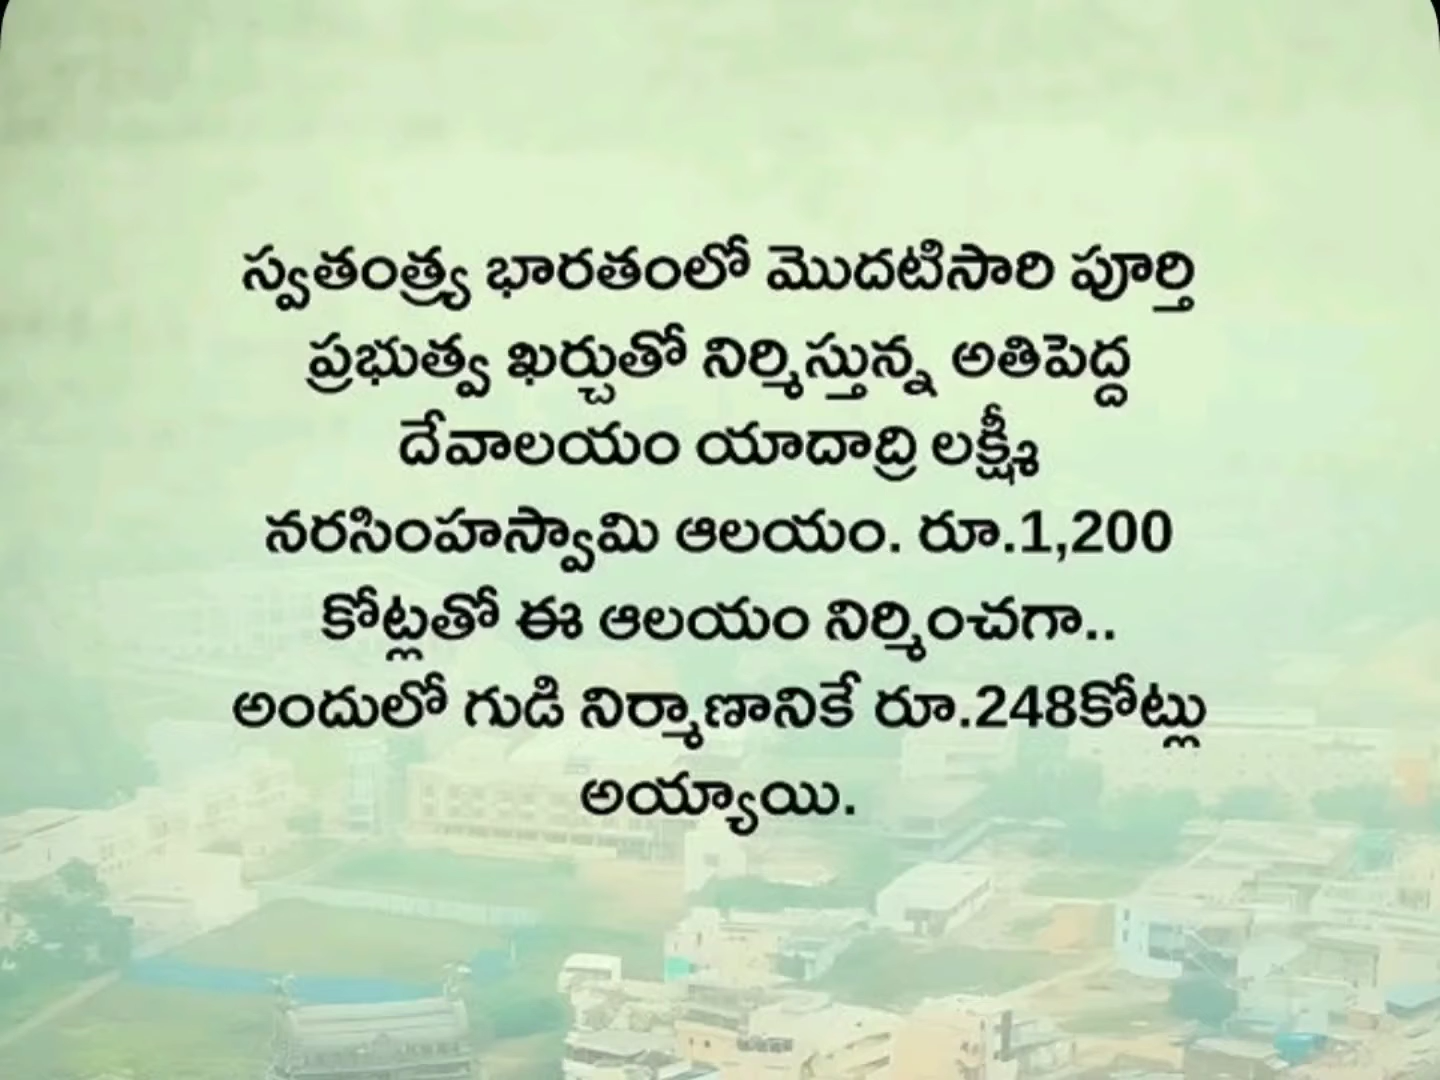 స్వతంత్ర్య భారతంలో మొదటిసారి పూర్తి
ప్రభుత్వ ఖర్చుతో నిర్మిస్తున్న అతిపెద్ద
దేవాలయం యాదాద్రి లక్ష్మీ
నరసింహస్వామి ఆలయం. రూ.1,200
కోట్లతో ఈ ఆలయం నిర్మించగా..
అందులో గుడి నిర్మాణానికే రూ.248కోట్లు
అయ్యాయి.